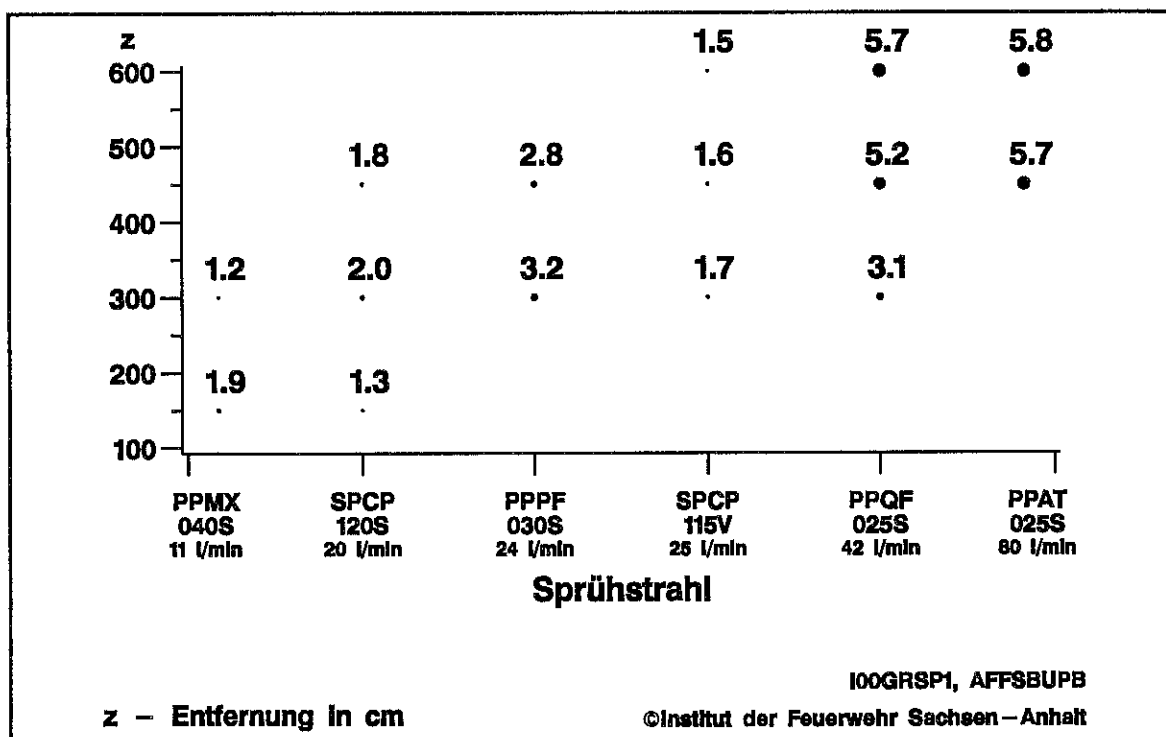 z
1.5 5.7 5.8
600
500 1.8 2.8 1.6 5.2 5.7
400
1.2 2.0 3.2 1.7 3.1
300
200 1.9 1.3
100
PPMX SPCP PPPF SPCP PPQF PPAT
040S 120S 030S 115V 025S 025S
11 l/min 20 l/min 24 l/min 25 l/min 42 l/min 80 l/min
Sprühstrahl
I00GRSP1, AFFSBUPB
z – Entfernung in cm ©Institut der Feuerwehr Sachsen–Anhalt